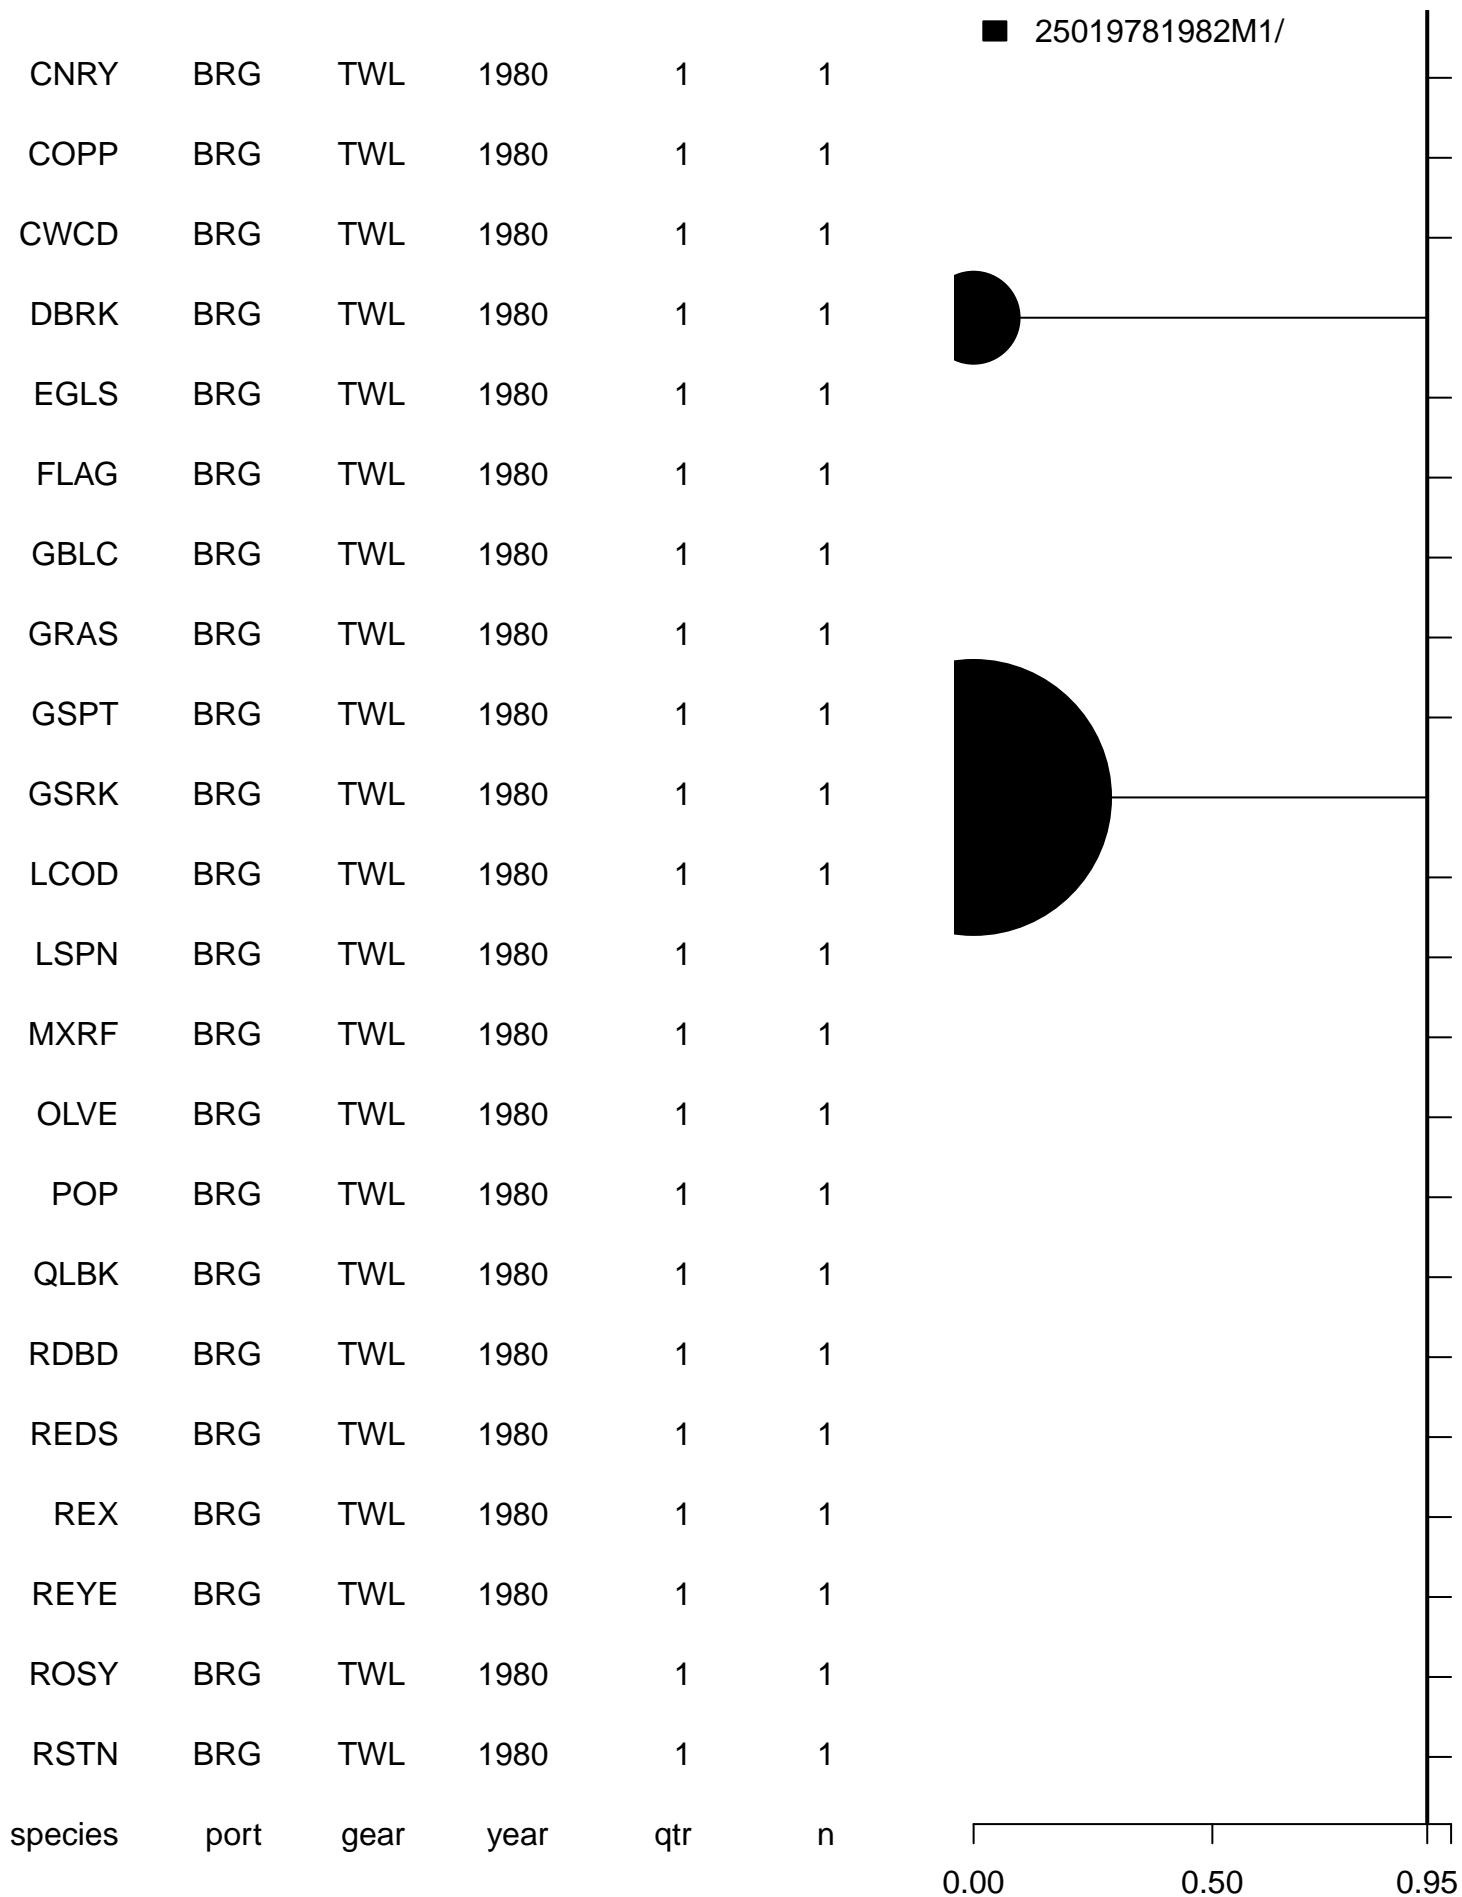 25019781982M1/
CNRY BRG TWL 1980 1 1
COPP BRG TWL 1980 1 1
CWCD BRG TWL 1980 1 1
DBRK BRG TWL 1980 1 1
EGLS BRG TWL 1980 1 1
FLAG BRG TWL 1980 1 1
GBLC BRG TWL 1980 1 1
GRAS BRG TWL 1980 1 1
GSPT BRG TWL 1980 1 1
GSRK BRG TWL 1980 1 1
LCOD BRG TWL 1980 1 1
LSPN BRG TWL 1980 1 1
MXRF BRG TWL 1980 1 1
OLVE BRG TWL 1980 1 1
POP BRG TWL 1980 1 1
QLBK BRG TWL 1980 1 1
RDBD BRG TWL 1980 1 1
REDS BRG TWL 1980 1 1
REX BRG TWL 1980 1 1
REYE BRG TWL 1980 1 1
ROSY BRG TWL 1980 1 1
RSTN BRG TWL 1980 1 1
species port gear year qtr n
0.00 0.50 0.95